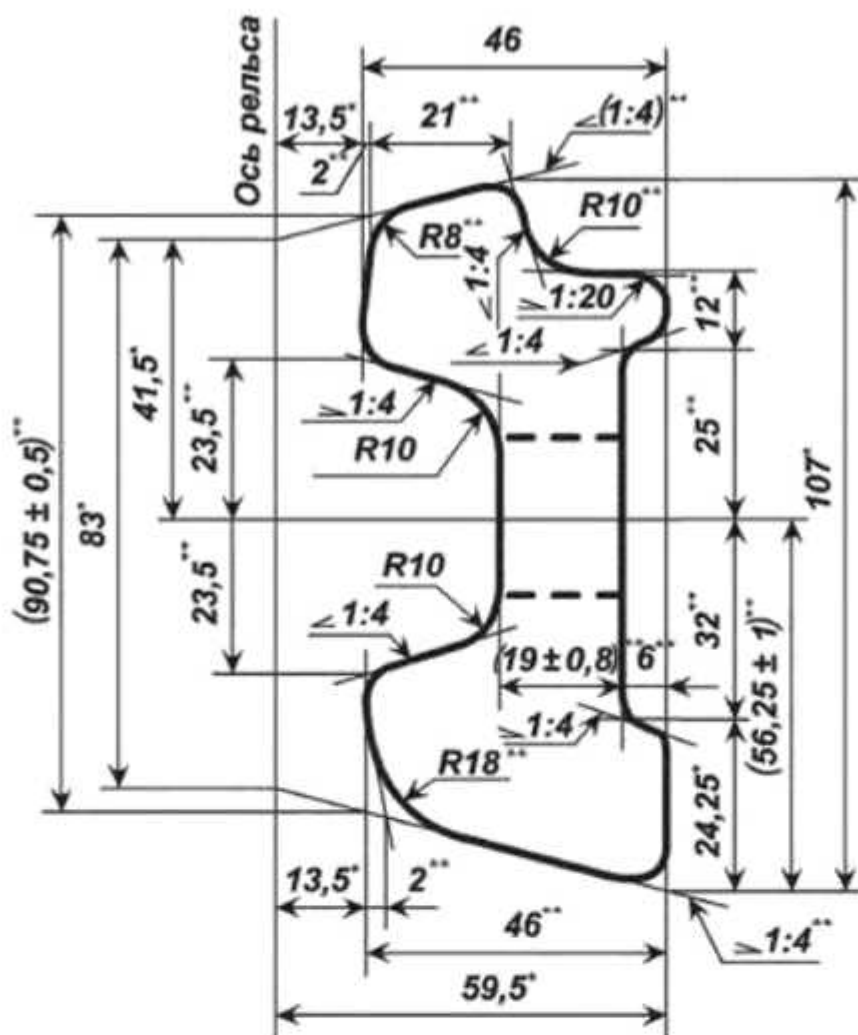 46
Ось рельса
13,5*
21**
∠(1:4)**
2**
R10**
R8**
∠ 1:4
∠ 1:20
12**
∠ 1:4
41,5*
23,5**
∠ 1:4
25**
R10
(90,75 ± 0,5)**
83*
107*
23,5**
R10
∠ 1:4
(19 ± 0,8)**
6**
32**
(56,25 ± 1)**
∠ 1:4
R18**
24,25*
13,5*
2**
46**
∠ 1:4**
59,5*